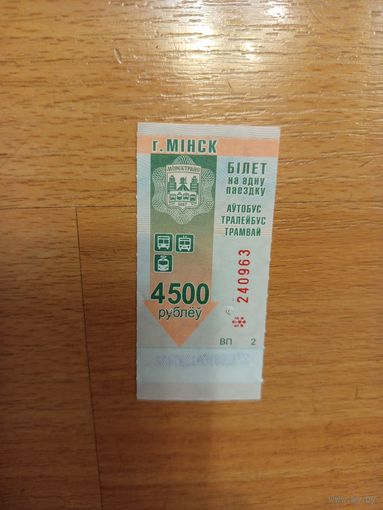 г. МІНСК
МІНСКТРАНС
БІЛЕТ
на адну
паездку
АЎТОБУС
ТРАЛЕЙБУС
ТРАМВАЙ
240963
4500
рублёў
ВП 2